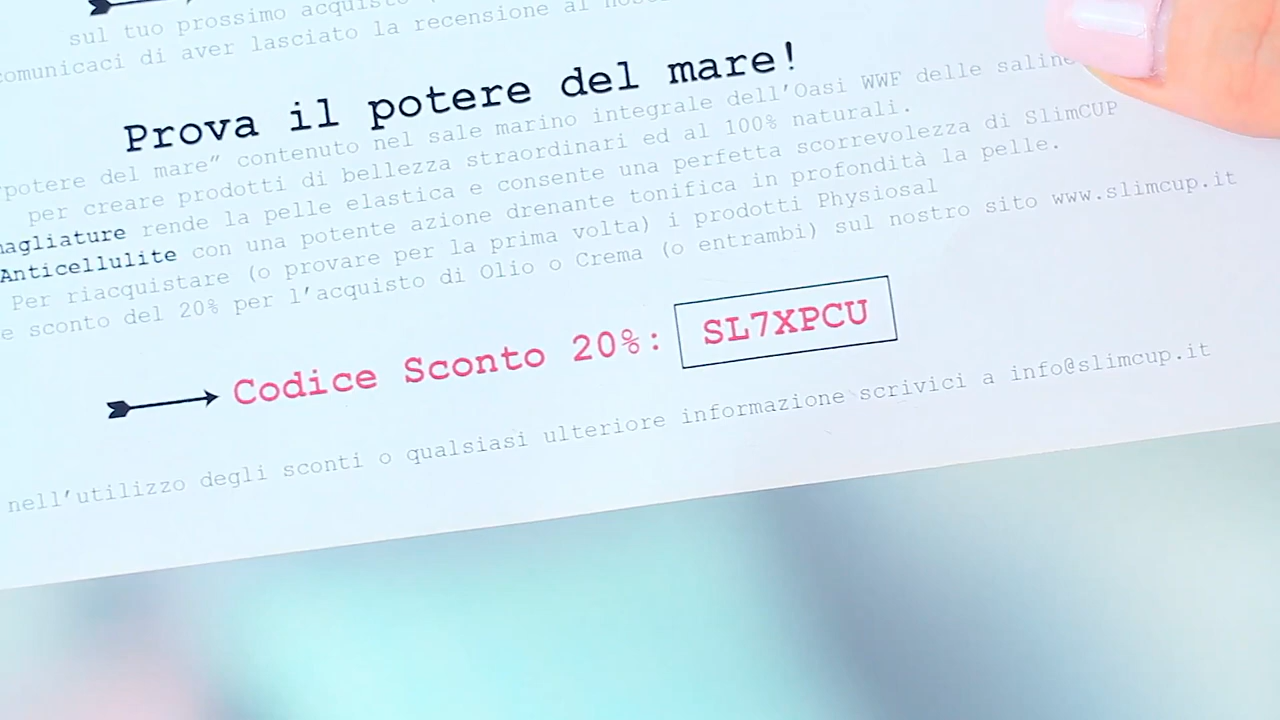 sul tuo prossimo acquisto
comunicaci di aver lasciato la recensione al
Prova il potere del mare!
potere del mare” contenuto nel sale marino integrale dell’Oasi WWF delle saline
per creare prodotti di bellezza straordinari ed al 100% naturali.
magliature rende la pelle elastica e consente una perfetta scorrevolezza di SlimCUP
Anticellulite con una potente azione drenante tonifica in profondità la pelle.
Per riacquistare (o provare per la prima volta) i prodotti Physiosal
e sconto del 20% per l’acquisto di Olio o Crema (o entrambi) sul nostro sito www.slimcup.it
Codice Sconto 20%: SL7XPCU
nell’utilizzo degli sconti o qualsiasi ulteriore informazione scrivici a info@slimcup.it